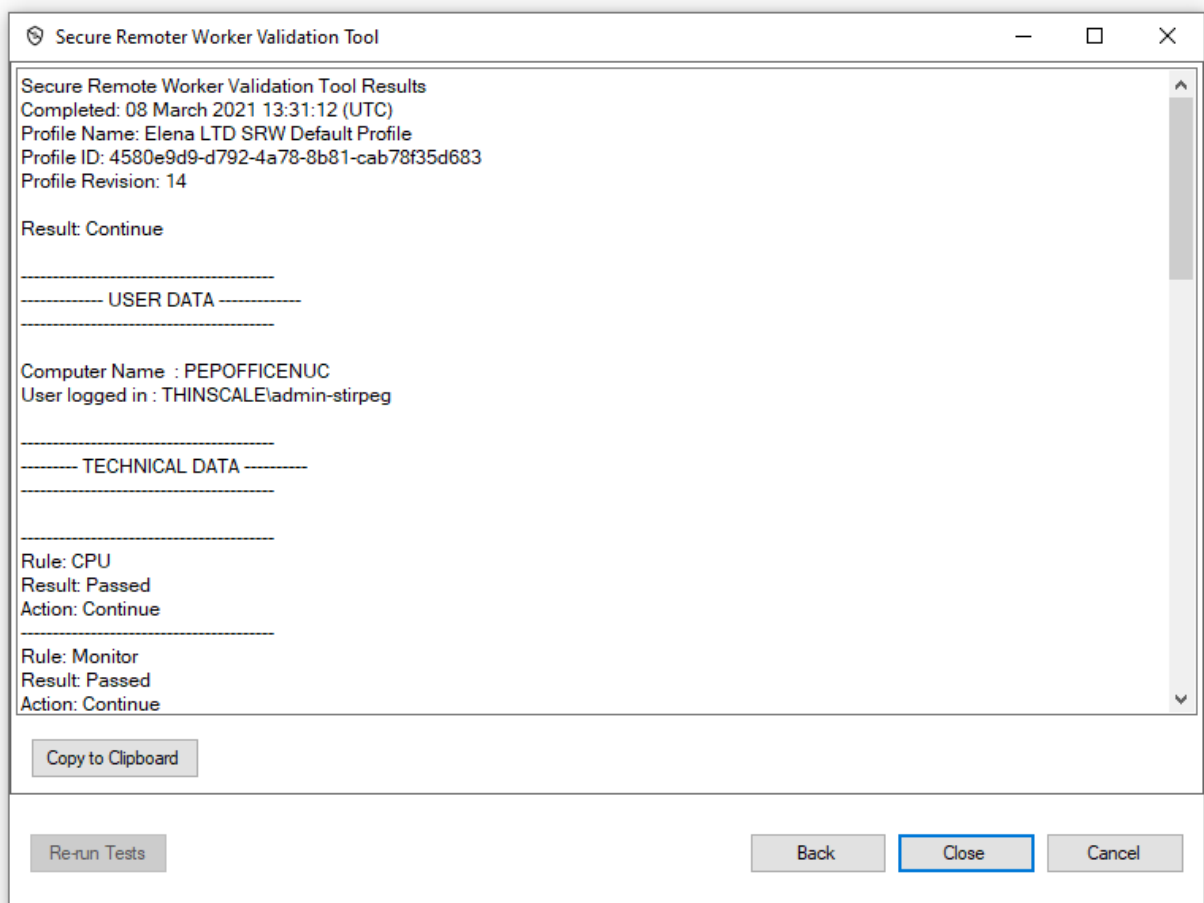 Secure Remoter Worker Validation Tool
Secure Remote Worker Validation Tool Results
Completed: 08 March 2021 13:31:12 (UTC)
Profile Name: Elena LTD SRW Default Profile
Profile ID: 4580e9d9-d792-4a78-8b81-cab78f35d683
Profile Revision: 14
Result: Continue
----------------------------------------
------------- USER DATA -------------
----------------------------------------
Computer Name  : PEPOFFICENUC
User logged in : THINSCALE\admin-stirpeg
----------------------------------------
--------- TECHNICAL DATA ----------
----------------------------------------
----------------------------------------
Rule: CPU
Result: Passed
Action: Continue
----------------------------------------
Rule: Monitor
Result: Passed
Action: Continue
Copy to Clipboard
Re-run Tests
Back
Close
Cancel